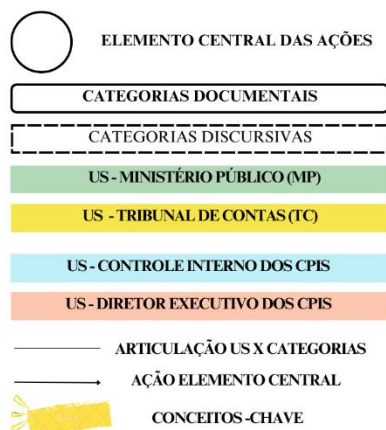 ELEMENTO CENTRAL DAS AÇÕES
CATEGORIAS DOCUMENTAIS
CATEGORIAS DISCURSIVAS
US - MINISTÉRIO PÚBLICO (MP)
US - TRIBUNAL DE CONTAS (TC)
US - CONTROLE INTERNO DOS CPIS
US - DIRETOR EXECUTIVO DOS CPIS
ARTICULAÇÃO US X CATEGORIAS
AÇÃO ELEMENTO CENTRAL
CONCEITOS -CHAVE